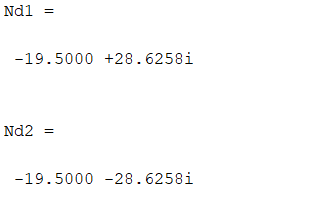 Nd1 =
-19.5000 +28.6258i
Nd2 =
-19.5000 -28.6258i